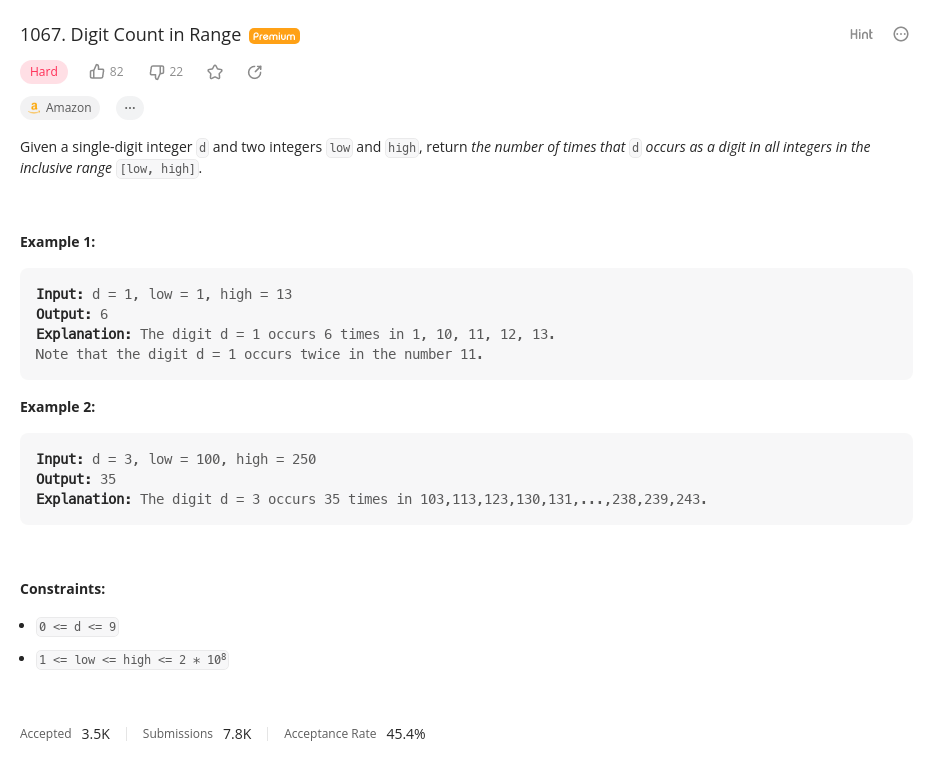 1067. Digit Count in Range Premium Hint
Hard 82 22
a Amazon ...
Given a single-digit integer d and two integers low and high, return the number of times that d occurs as a digit in all integers in the
inclusive range [low, high].
Example 1:
Input: d = 1, low = 1, high = 13
Output: 6
Explanation: The digit d = 1 occurs 6 times in 1, 10, 11, 12, 13.
Note that the digit d = 1 occurs twice in the number 11.
Example 2:
Input: d = 3, low = 100, high = 250
Output: 35
Explanation: The digit d = 3 occurs 35 times in 103,113,123,130,131,...,238,239,243.
Constraints:
• 0 <= d <= 9
• 1 <= low <= high <= 2 * 10⁸
Accepted 3.5K Submissions 7.8K Acceptance Rate 45.4%